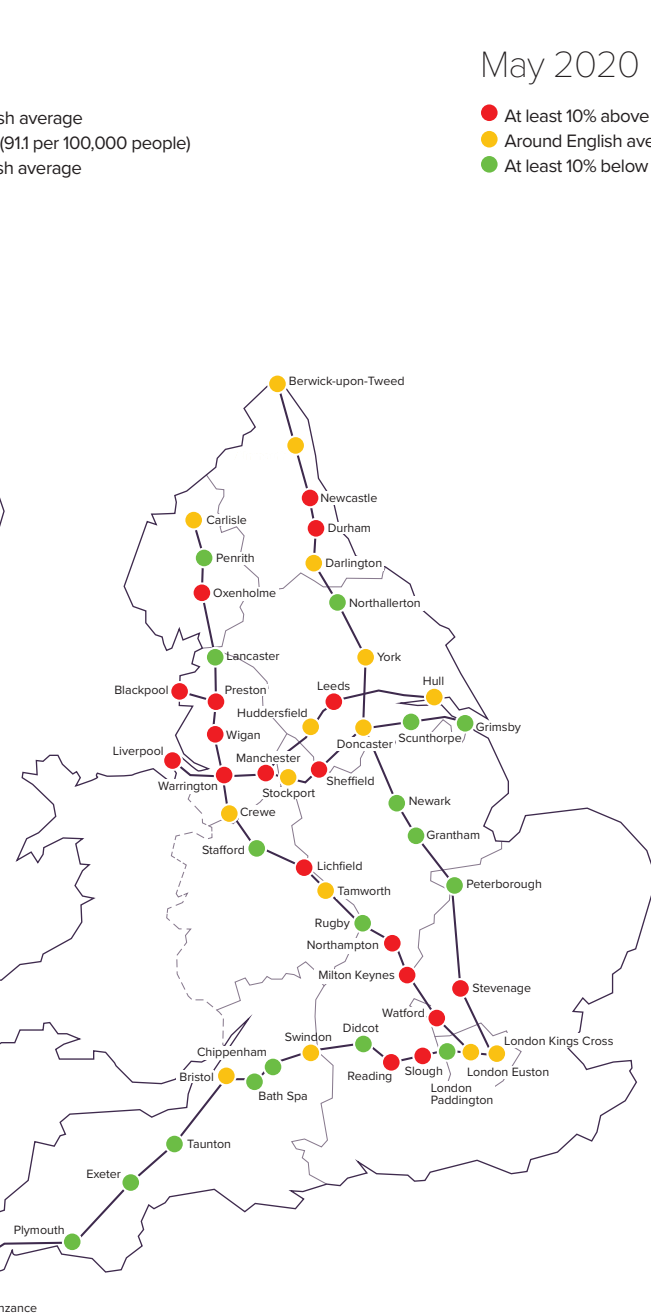 May 2020
sh average
(91.1 per 100,000 people)
sh average
At least 10% above
Around English ave
At least 10% below
Berwick-upon-Tweed
Newcastle
Carlisle
Durham
Penrith
Darlington
Oxenholme
Northallerton
Lancaster
York
Blackpool
Preston
Leeds
Hull
Huddersfield
Wigan
Doncaster
Scunthorpe
Grimsby
Liverpool
Manchester
Warrington
Stockport
Sheffield
Crewe
Newark
Stafford
Grantham
Lichfield
Tamworth
Peterborough
Rugby
Northampton
Milton Keynes
Stevenage
Watford
Didcot
Swindon
London Kings Cross
Chippenham
Bristol
Reading
Slough
London Euston
Bath Spa
London
Paddington
Taunton
Exeter
Plymouth
nzance